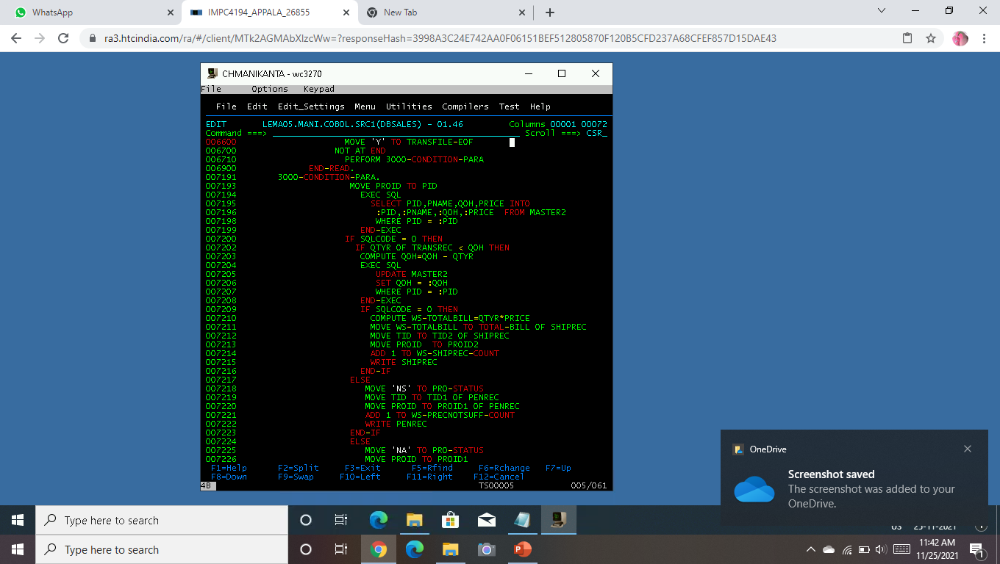 WhatsApp
IMPC4194_APPALA_26855
New Tab
ra3.htcindia.com/ra/#/client/MTk2AGMAbXlzcWw=?responseHash=3998A3C24E742AA0F06151BEF512805870F120B5CFD237A68CFEF857D15DAE43
CHMANIKANTA - wc3270
File Options Keypad
File Edit Edit_Settings Menu Utilities Compilers Test Help
EDIT LEMAO5.MANI.COBOL.SRC1(DBSALES) - 01.46 Columns 00001 00072
Command ===> Scroll ===> CSR_
006600 MOVE 'Y' TO TRANSFILE-EOF
006700 NOT AT END
006710 PERFORM 3000-CONDITION-PARA
006900 END-READ.
007191 3000-CONDITION-PARA.
007193 MOVE PROID TO PID
007194 EXEC SQL
007195 SELECT PID,PNAME,QOH,PRICE INTO
007196 :PID,:PNAME,:QOH,:PRICE FROM MASTER2
007198 WHERE PID = :PID
007199 END-EXEC
007200 IF SQLCODE = 0 THEN
007202 IF QTYR OF TRANSREC < QOH THEN
007203 COMPUTE QOH=QOH - QTYR
007204 EXEC SQL
007205 UPDATE MASTER2
007206 SET QOH = :QOH
007207 WHERE PID = :PID
007208 END-EXEC
007209 IF SQLCODE = 0 THEN
007210 COMPUTE WS-TOTALBILL=QTYR*PRICE
007211 MOVE WS-TOTALBILL TO TOTAL-BILL OF SHIPREC
007212 MOVE TID TO TID2 OF SHIPREC
007213 MOVE PROID TO PROID2
007214 ADD 1 TO WS-SHIPREC-COUNT
007215 WRITE SHIPREC
007216 END-IF
007217 ELSE
007218 MOVE 'NS' TO PRO-STATUS
007219 MOVE TID TO TID1 OF PENREC
007220 MOVE PROID TO PROID1 OF PENREC
007221 ADD 1 TO WS-PRECNOTSUFF-COUNT
007222 WRITE PENREC
007223 END-IF
007224 ELSE
007225 MOVE 'NA' TO PRO-STATUS
007226 MOVE PROID TO PROID1
F1=Help F2=Split F3=Exit F5=Rfind F6=Rchange F7=Up
F8=Down F9=Swap F10=Left F11=Right F12=Cancel
4B TS00005 005/061
OneDrive
Screenshot saved
The screenshot was added to your
OneDrive.
Type here to search
US 25-11-2021
1
Type here to search
11:42 AM
11/25/2021
1